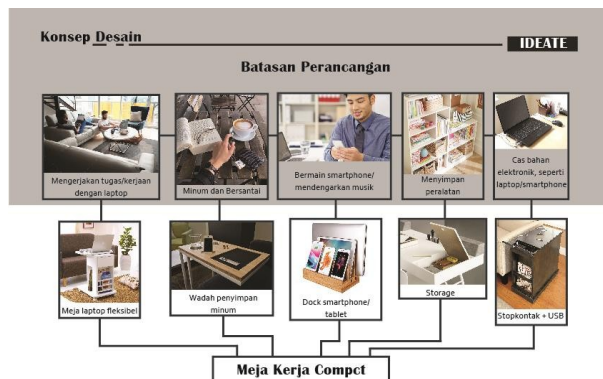 Konsep Desain
IDEATE
Batasan Perancangan
Mengerjakan tugas/kerjaan
dengan laptop
Minum dan Bersantai
Bermain smartphone/
mendengarkan musik
Menyimpan
peralatan
Cas bahan
elektronik, seperti
laptop/smartphone
Meja laptop fleksibel
Wadah penyimpan
minum
Dock smartphone/
tablet
Storage
Stopkontak + USB
Meja Kerja Compct